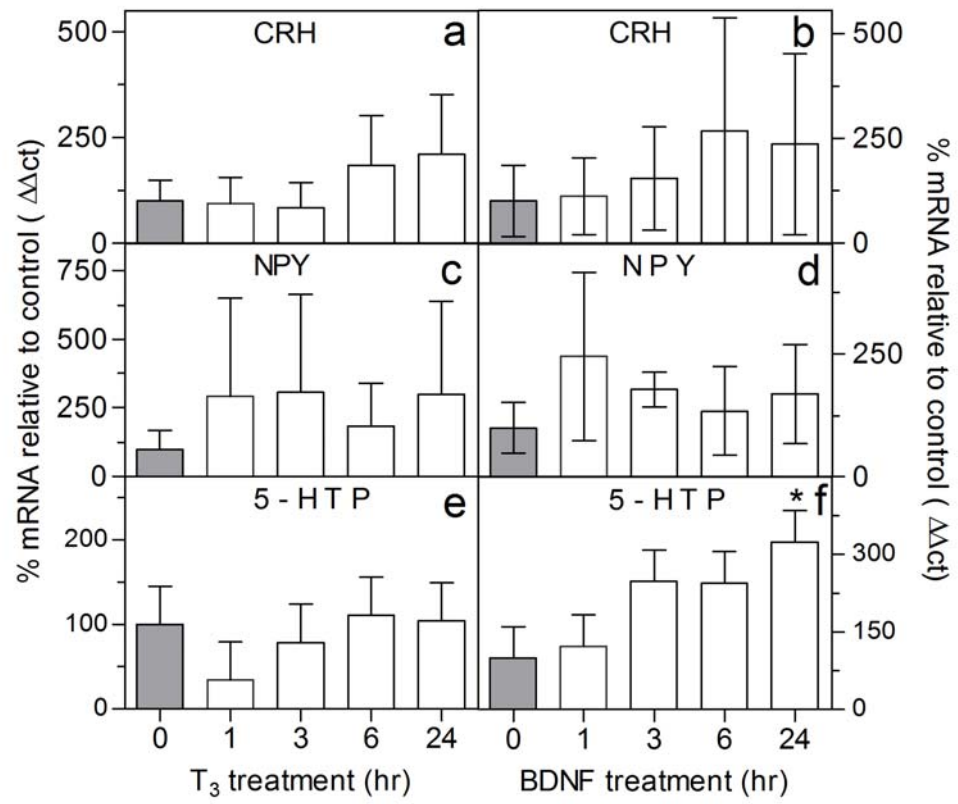 % mRNA relative to control ( ΔΔct)
500
250
0
CRH
a
CRH
b
500
250
0
750
500
250
0
NPY
c
N P Y
d
250
0
200
100
0
5 - H T P
e
5 - H T P
* f
300
150
0
0 1 3 6 24
0 1 3 6 24
T₃ treatment (hr)
BDNF treatment (hr)
% mRNA relative to control ( ΔΔct)